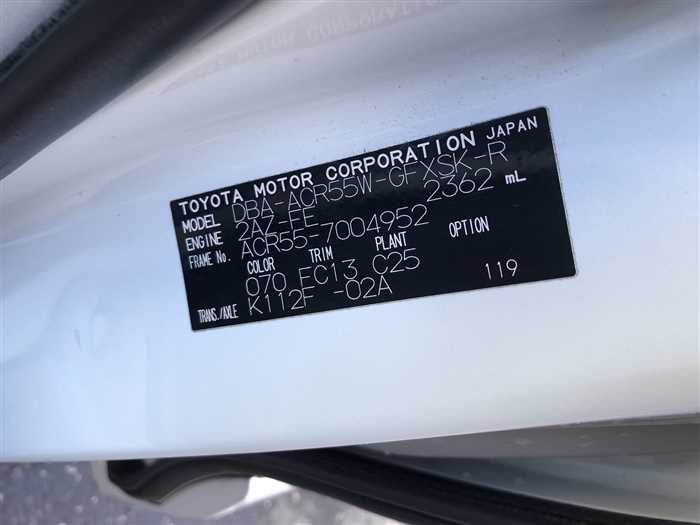 TOYOTA MOTOR CORPORATION JAPAN
MODEL DBA-ACR55W-GFXSK-R
ENGINE 2AZ-FE 2362 mL
FRAME No. ACR55-7004952
COLOR TRIM PLANT OPTION
070 FC13 C25
TRANS./AXLE K112F -02A 119